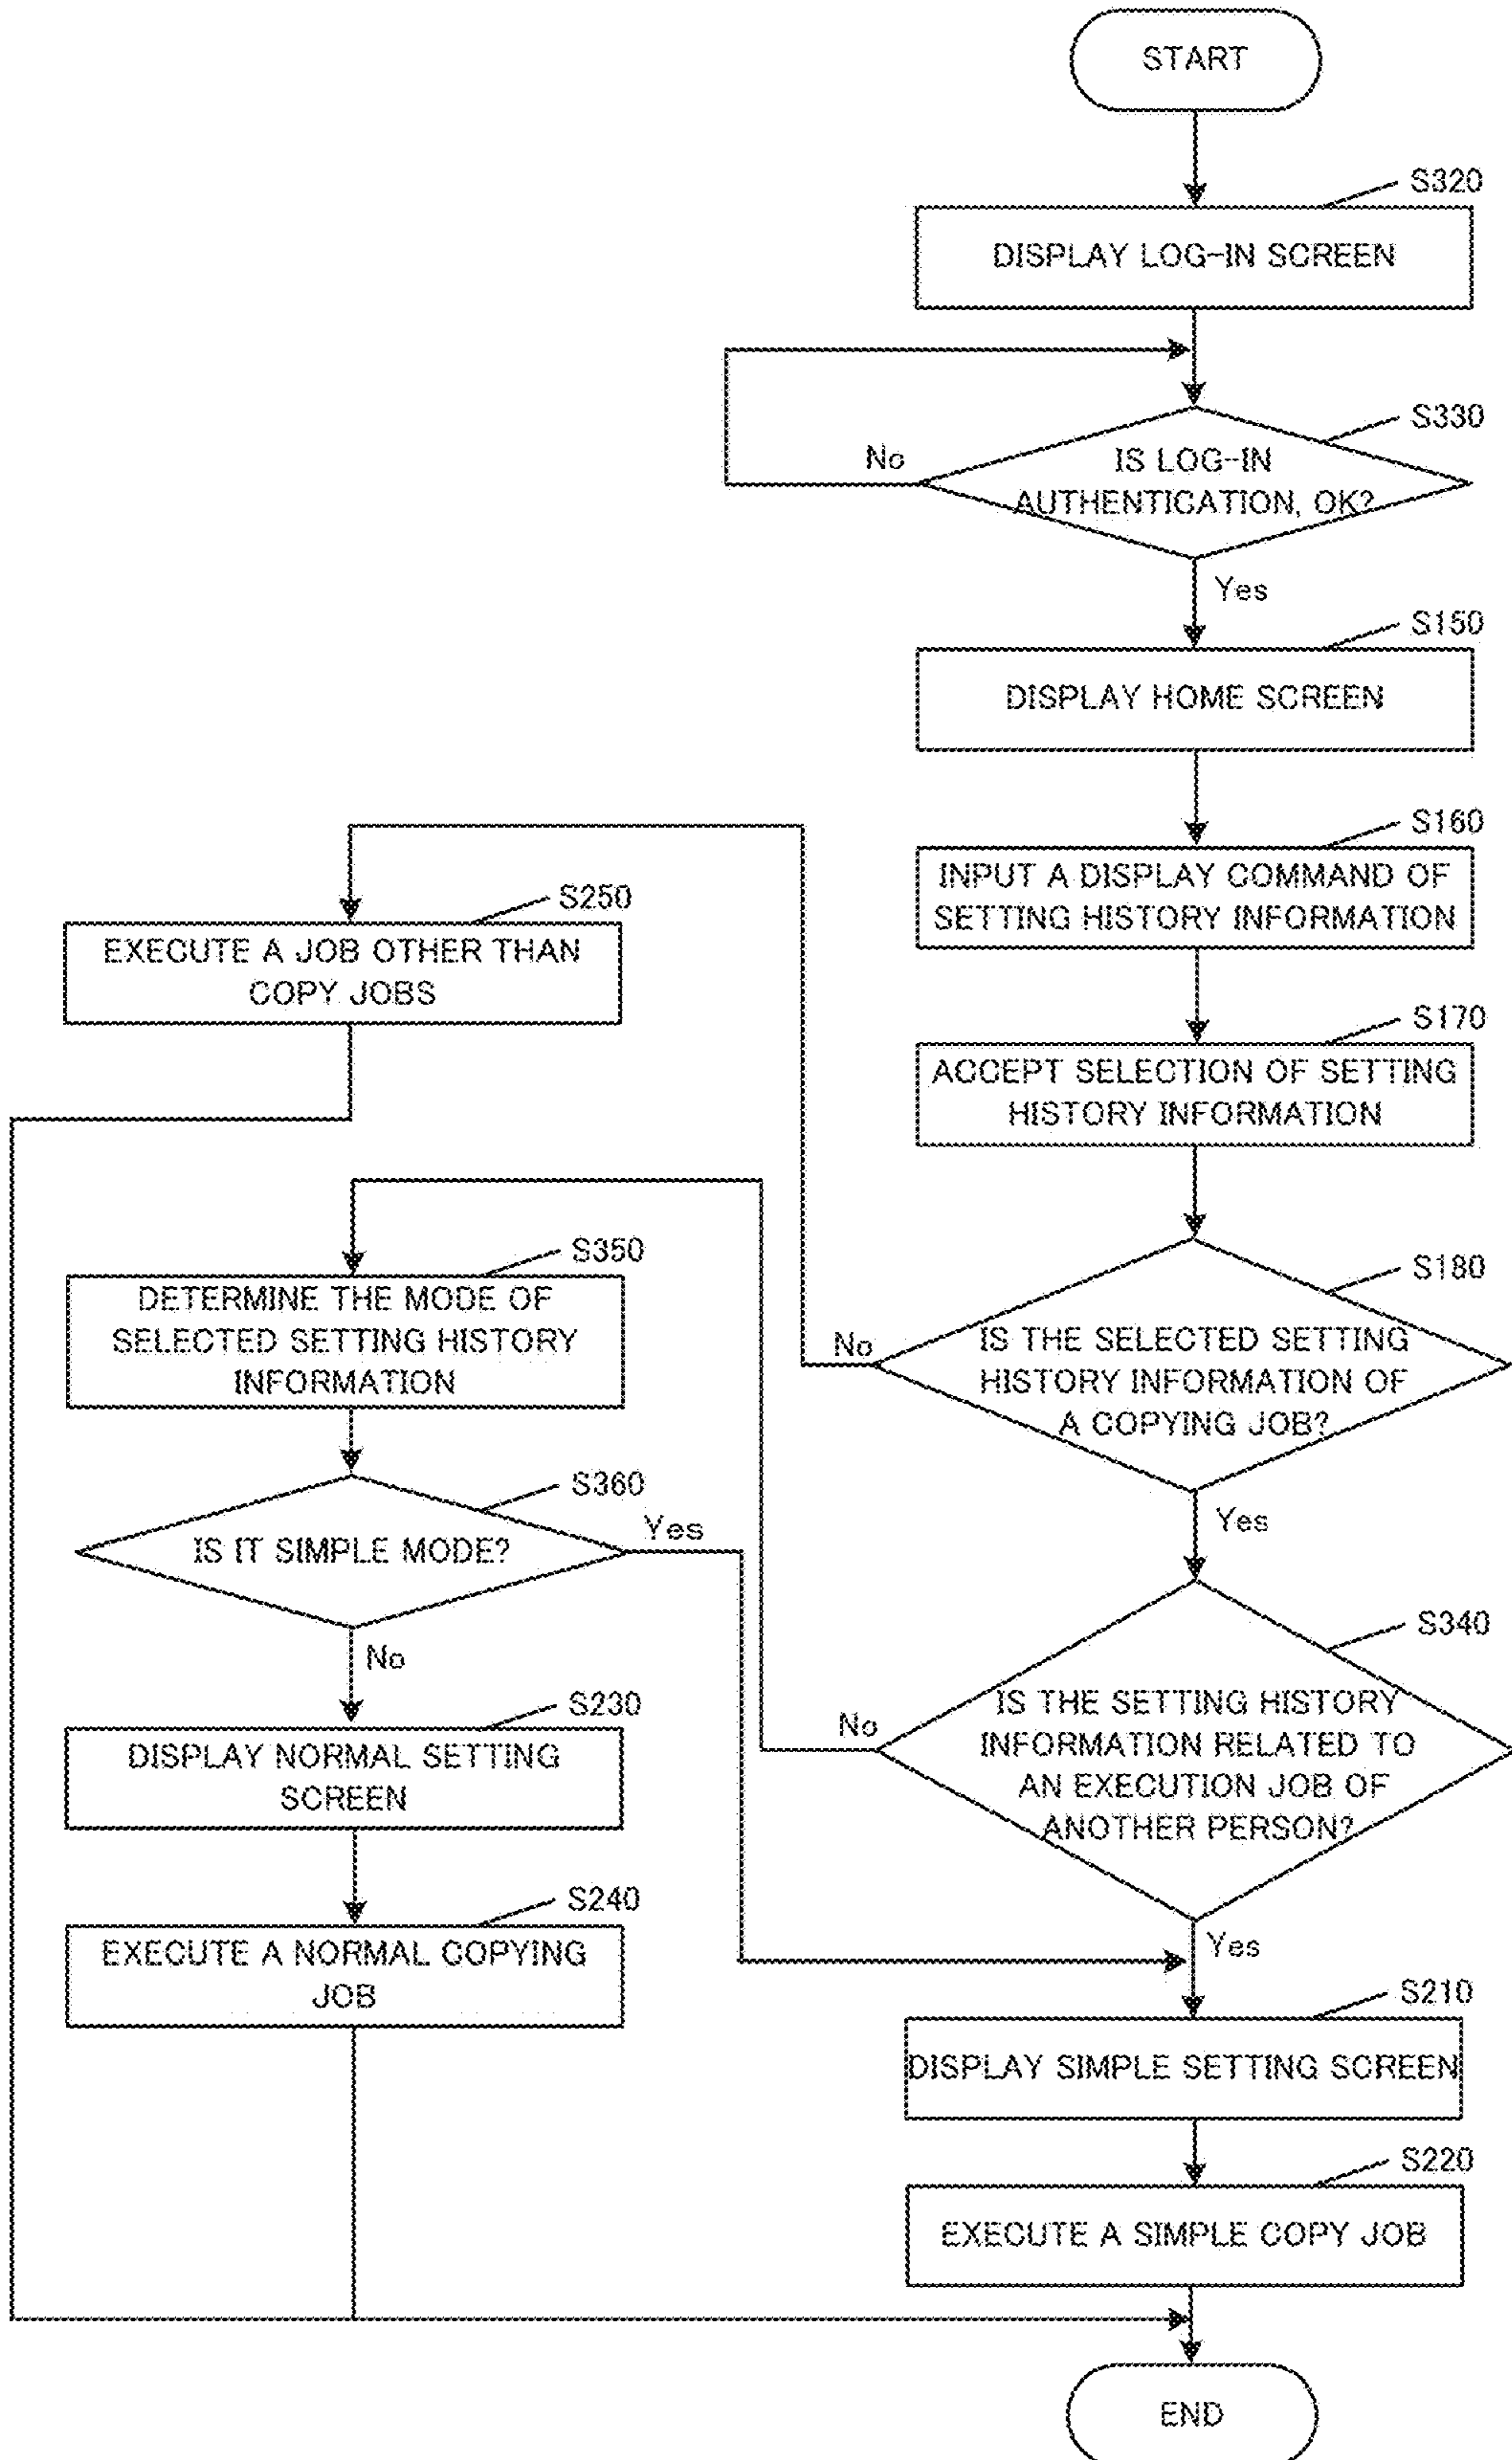 START
S320
DISPLAY LOG-IN SCREEN
S330
No
IS LOG-IN
AUTHENTICATION, OK?
Yes
S150
DISPLAY HOME SCREEN
S160
INPUT A DISPLAY COMMAND OF
SETTING HISTORY INFORMATION
S250
EXECUTE A JOB OTHER THAN
COPY JOBS
S170
ACCEPT SELECTION OF SETTING
HISTORY INFORMATION
S350
DETERMINE THE MODE OF
SELECTED SETTING HISTORY
INFORMATION
S180
No
IS THE SELECTED SETTING
HISTORY INFORMATION OF
A COPYING JOB?
Yes
S360
IS IT SIMPLE MODE?
Yes
No
S340
No
IS THE SETTING HISTORY
INFORMATION RELATED TO
AN EXECUTION JOB OF
ANOTHER PERSON?
Yes
S230
DISPLAY NORMAL SETTING
SCREEN
S240
EXECUTE A NORMAL COPYING
JOB
S210
DISPLAY SIMPLE SETTING SCREEN
S220
EXECUTE A SIMPLE COPY JOB
END